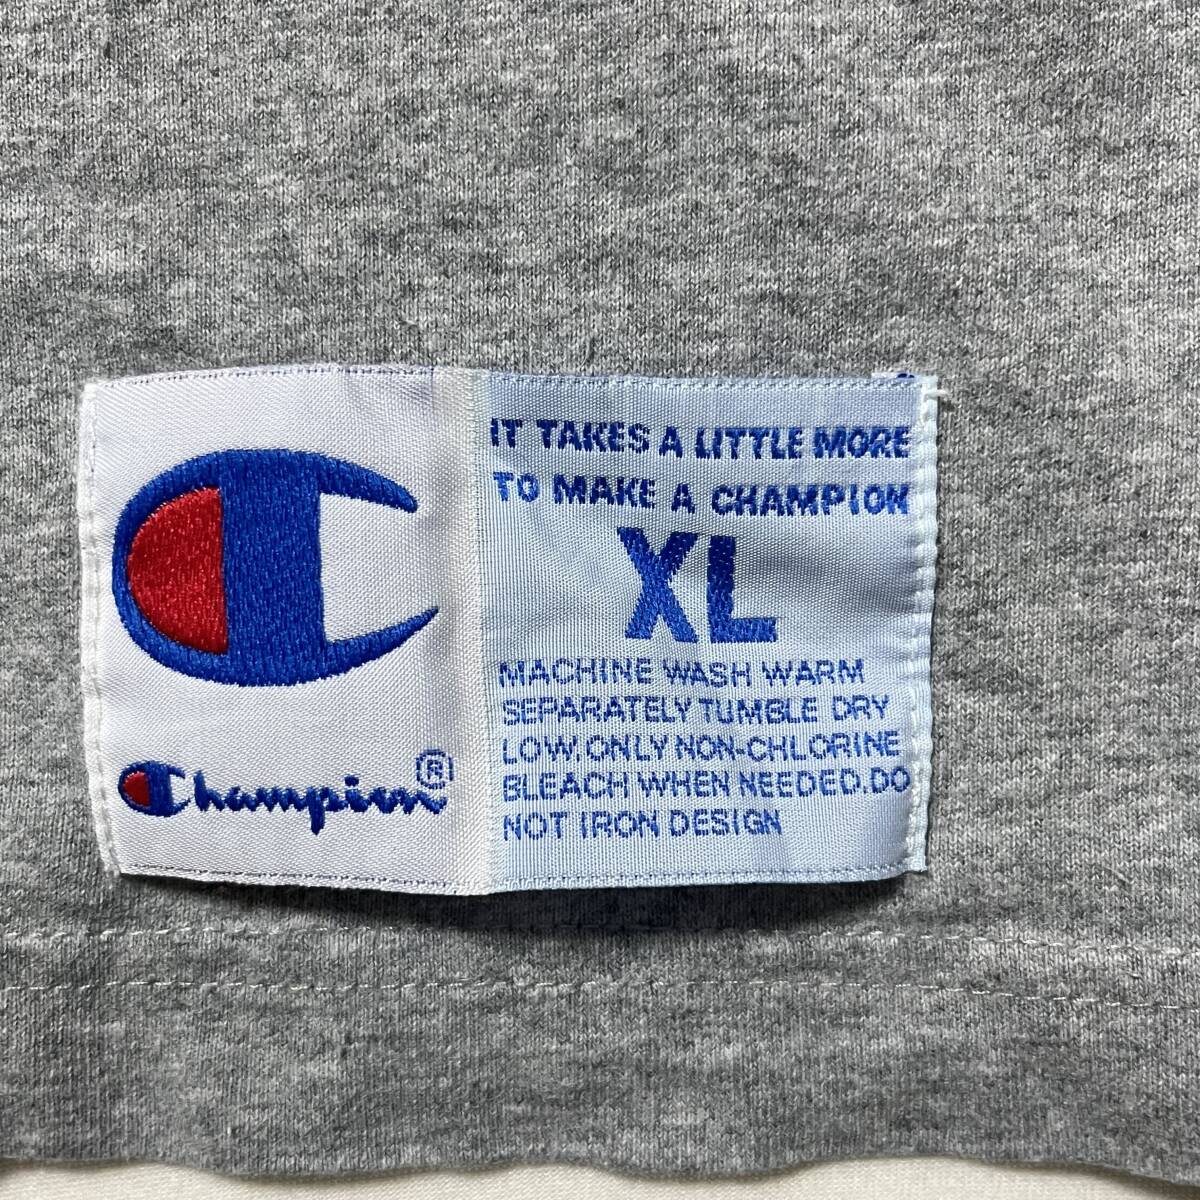 Champion®
IT TAKES A LITTLE MORE
TO MAKE A CHAMPION
XL
MACHINE WASH WARM
SEPARATELY TUMBLE DRY
LOW. ONLY NON-CHLORINE
BLEACH WHEN NEEDED. DO
NOT IRON DESIGN